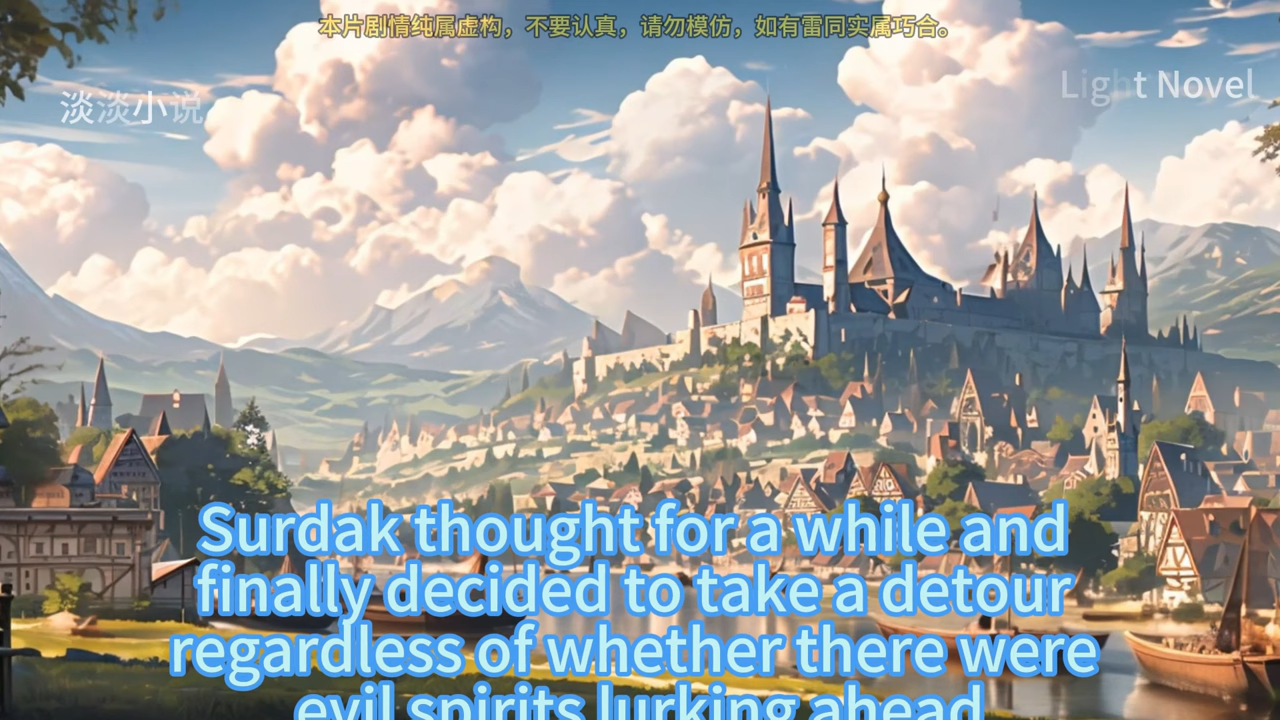 本片剧情纯属虚构，不要认真，请勿模仿，如有雷同实属巧合。
淡淡小说
Light Novel
Surdak thought for a while and
finally decided to take a detour
regardless of whether there were
evil spirits lurking ahead